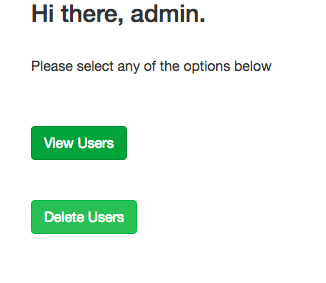 Hi there, admin.
Please select any of the options below
View Users
Delete Users